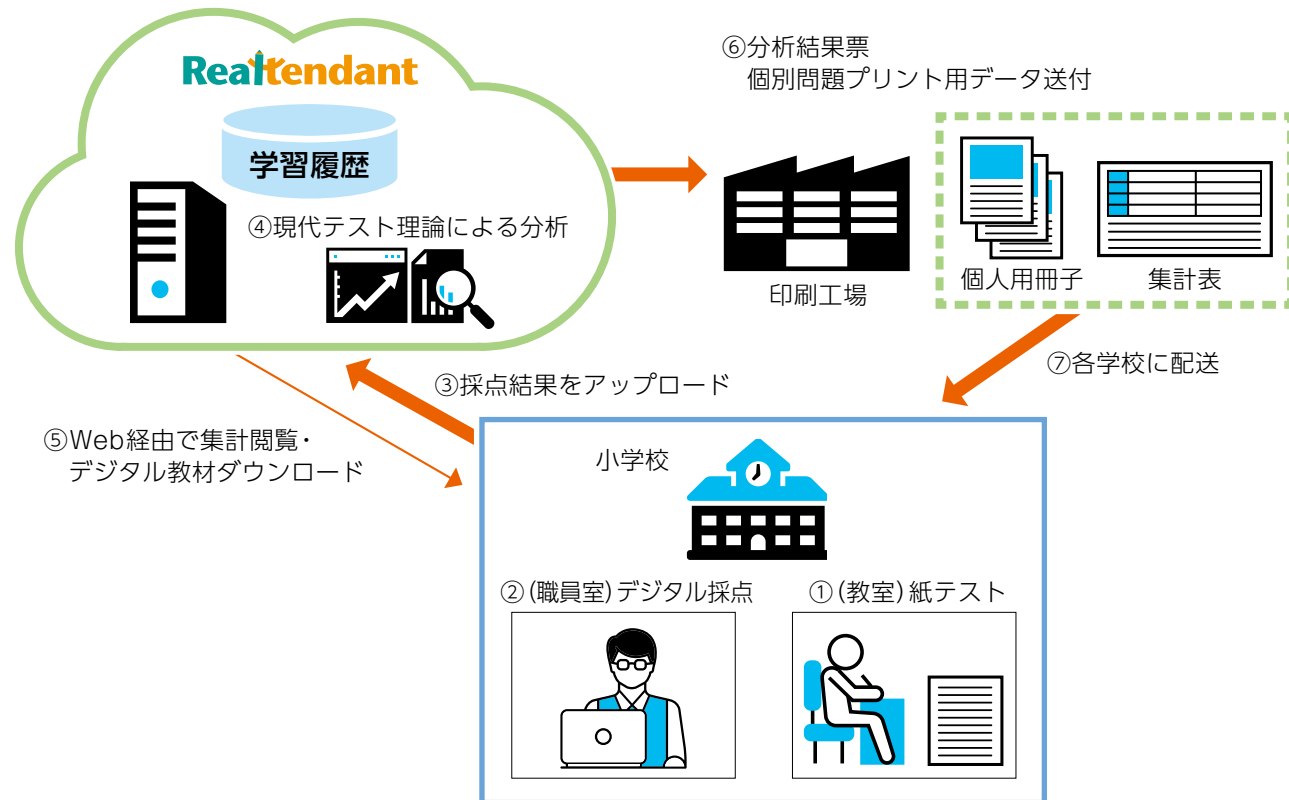 Realtendant
学習履歴
④現代テスト理論による分析
⑥分析結果票
個別問題プリント用データ送付
印刷工場
個人用冊子
集計表
⑦各学校に配送
③採点結果をアップロード
⑤Web経由で集計閲覧・
デジタル教材ダウンロード
小学校
②(職員室)デジタル採点
①(教室)紙テスト